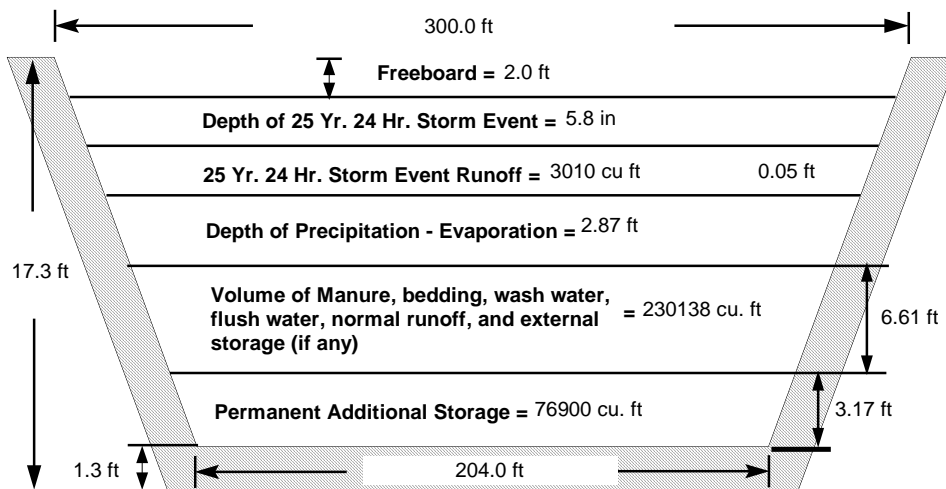 300.0 ft
Freeboard = 2.0 ft
Depth of 25 Yr. 24 Hr. Storm Event = 5.8 in
25 Yr. 24 Hr. Storm Event Runoff = 3010 cu ft 0.05 ft
Depth of Precipitation - Evaporation = 2.87 ft
17.3 ft
Volume of Manure, bedding, wash water,
flush water, normal runoff, and external = 230138 cu. ft
storage (if any)
6.61 ft
Permanent Additional Storage = 76900 cu. ft
3.17 ft
1.3 ft
204.0 ft